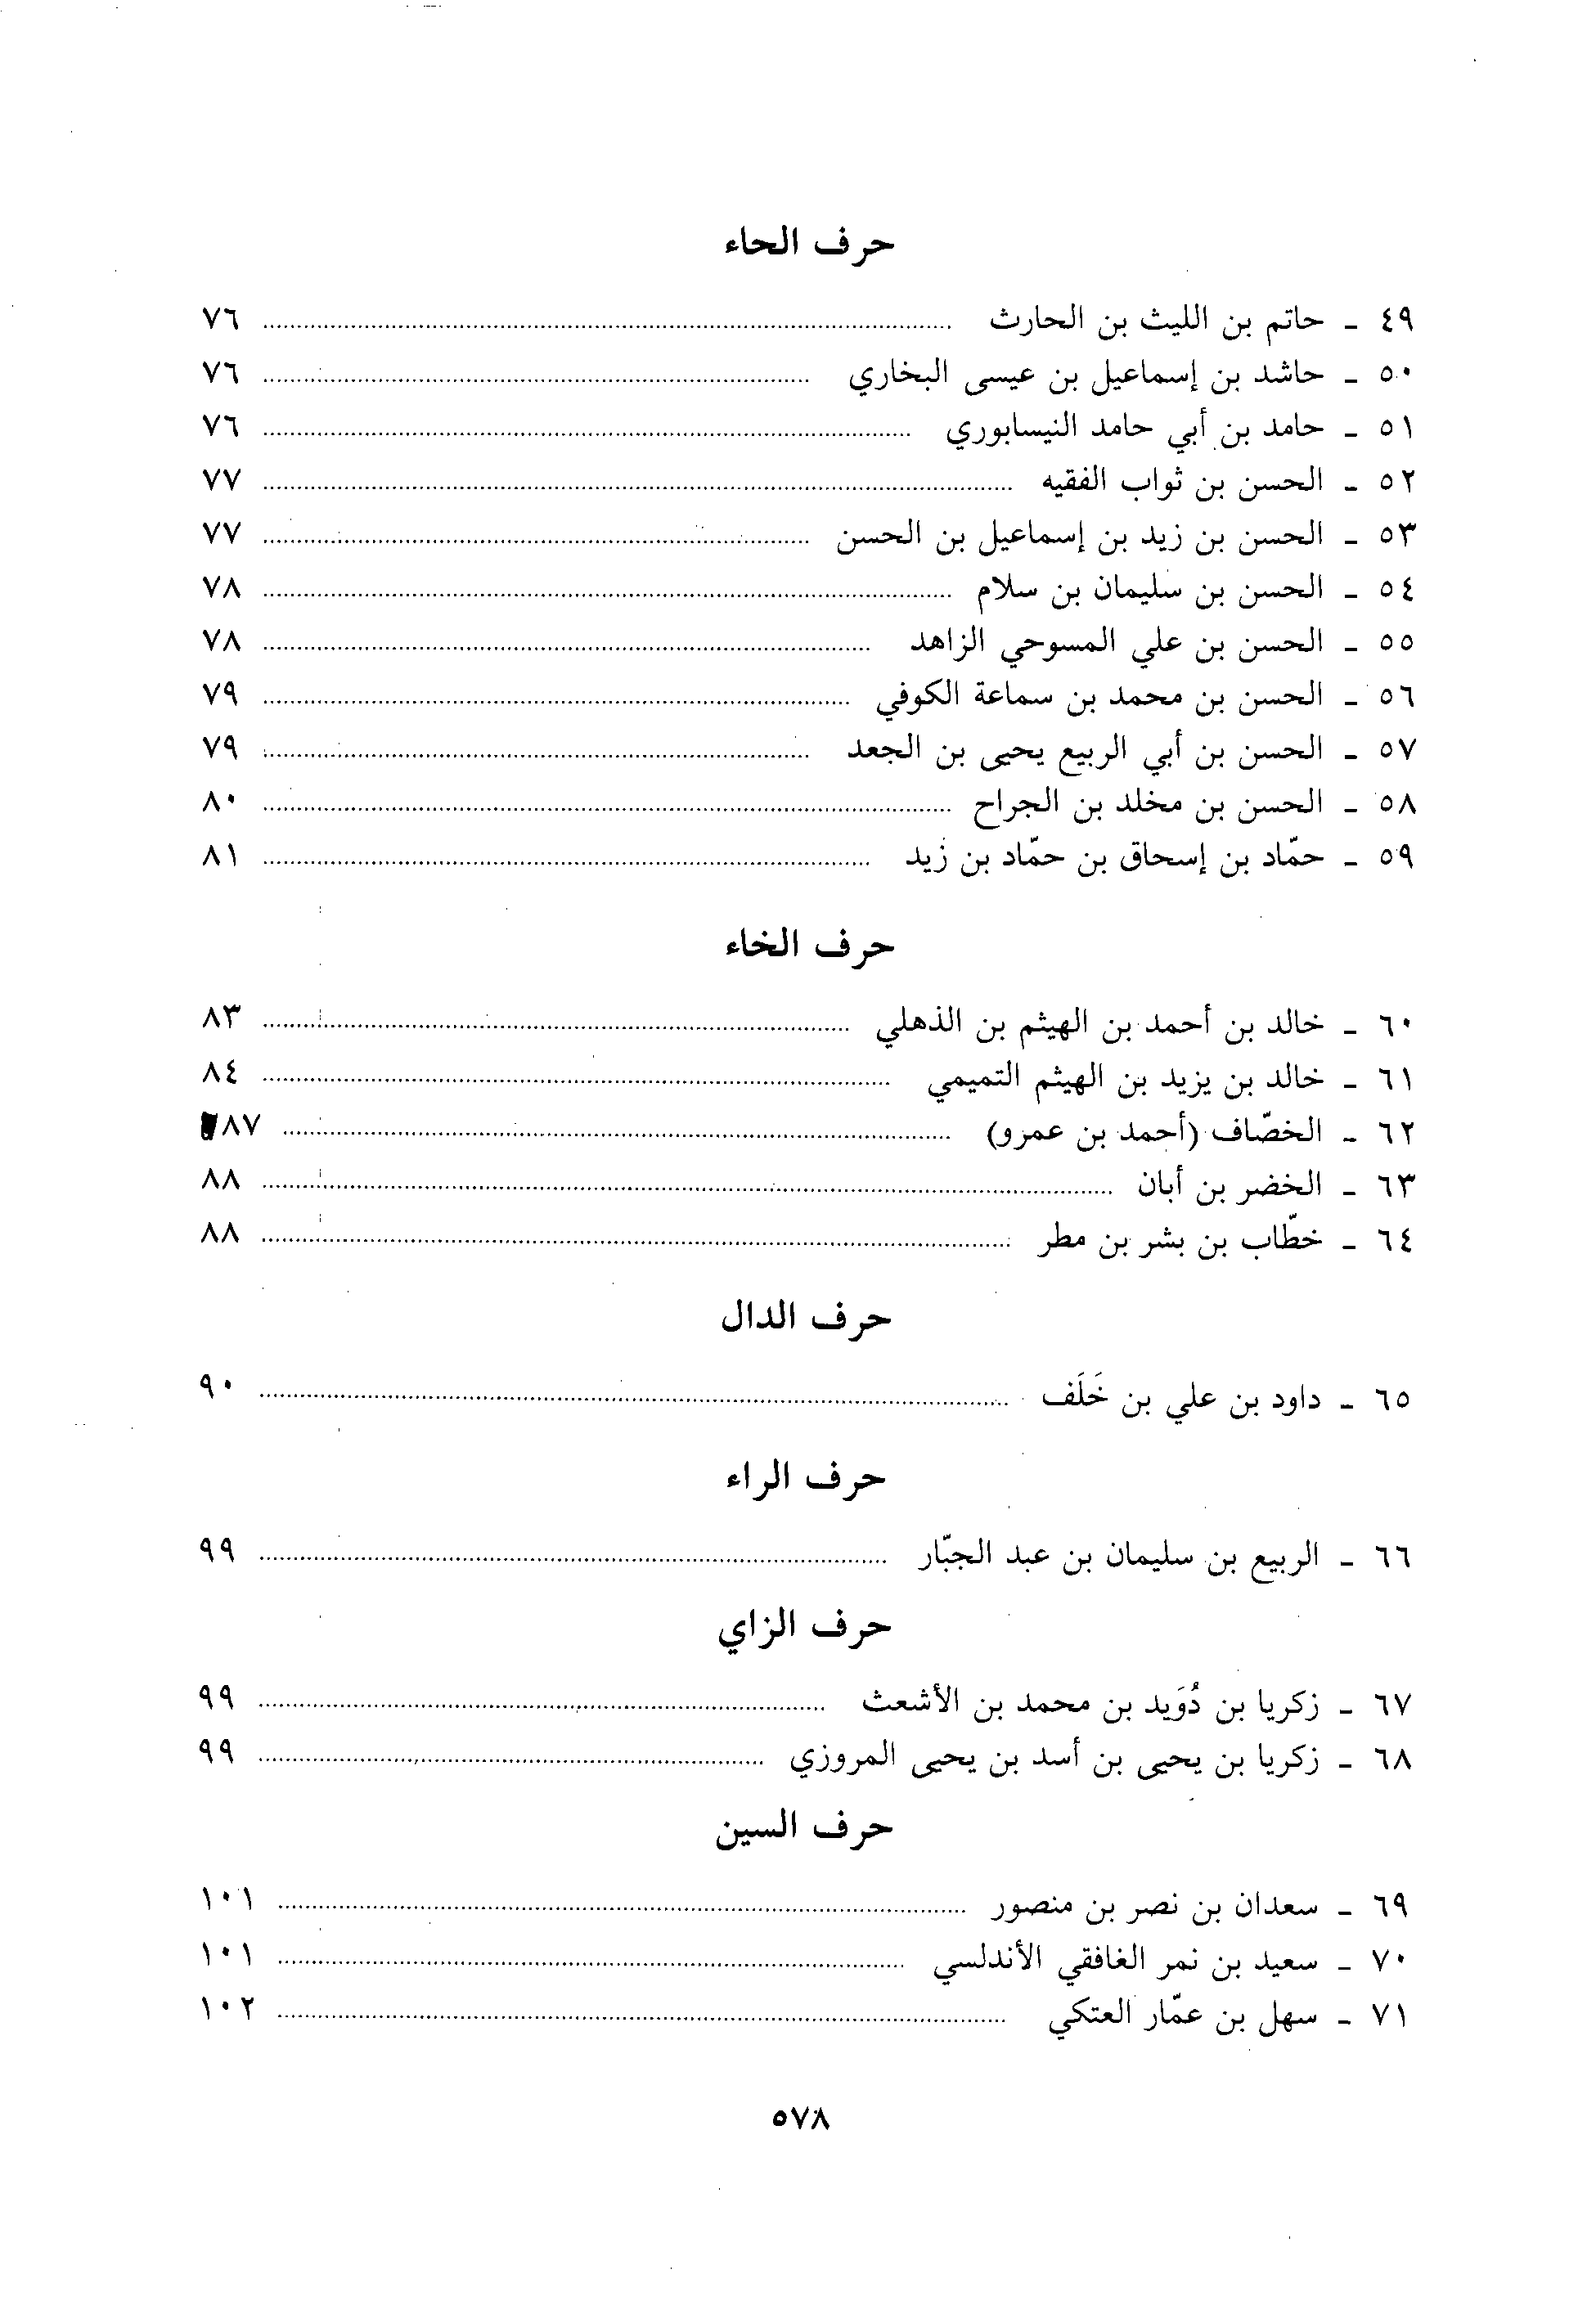 حرف الحاء
٤٩ ـ حاتم بن الليث بن الحارث ........ ٧٦
٥٠ ـ حاشد بن إسماعيل بن عيسى البخاري ........ ٧٦
٥١ ـ حامد بن أبي حامد النيسابوري ........ ٧٦
٥٢ ـ الحسن بن ثواب الفقيه ........ ٧٧
٥٣ ـ الحسن بن زيد بن إسماعيل بن الحسن ........ ٧٧
٥٤ ـ الحسن بن سليمان بن سلام ........ ٧٨
٥٥ ـ الحسن بن علي المسوحي الزاهد ........ ٧٨
٥٦ ـ الحسن بن محمد بن سماعة الكوفي ........ ٧٩
٥٧ ـ الحسن بن أبي الربيع يحيى بن الجعد ........ ٧٩
٥٨ ـ الحسن بن مخلد بن الجراح ........ ٨٠
٥٩ ـ حمّاد بن إسحاق بن حمّاد بن زيد ........ ٨١
حرف الخاء
٦٠ ـ خالد بن أحمد بن الهيثم بن الذهلي ........ ٨٣
٦١ ـ خالد بن يزيد بن الهيثم التميمي ........ ٨٤
٦٢ ـ الخصّاف (أحمد بن عمرو) ........ ٨٧
٦٣ ـ الخضر بن أبان ........ ٨٨
٦٤ ـ خطّاب بن بشر بن مطر ........ ٨٨
حرف الدال
٦٥ ـ داود بن علي بن خَلَف ........ ٩٠
حرف الراء
٦٦ ـ الربيع بن سليمان بن عبد الجبّار ........ ٩٩
حرف الزاي
٦٧ ـ زكريا بن دُوَيد بن محمد بن الأشعث ........ ٩٩
٦٨ ـ زكريا بن يحيى بن أسد بن يحيى المروزي ........ ٩٩
حرف السين
٦٩ ـ سعدان بن نصر بن منصور ........ ١٠١
٧٠ ـ سعيد بن نمر الغافقي الأندلسي ........ ١٠١
٧١ ـ سهل بن عمّار العتكي ........ ١٠٢
٥٧٨